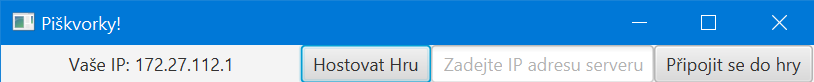 Piškvorky!
Vaše IP: 172.27.112.1 Hostovat Hru Zadejte IP adresu serveru Připojit se do hry